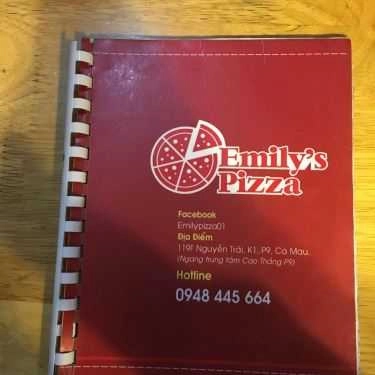 Emily's
Pizza
Facebook
Emilypizza01
Địa Điểm
119f Nguyễn Trãi, K1, P9, Cà Mau.
(Ngang trung tâm Cao Thắng P9)
Hotline
0948 445 664